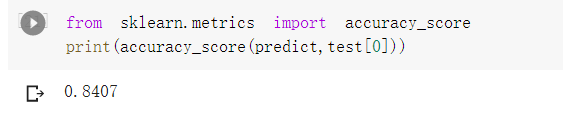 from sklearn.metrics import accuracy_score
print(accuracy_score(predict,test[0]))
0.8407